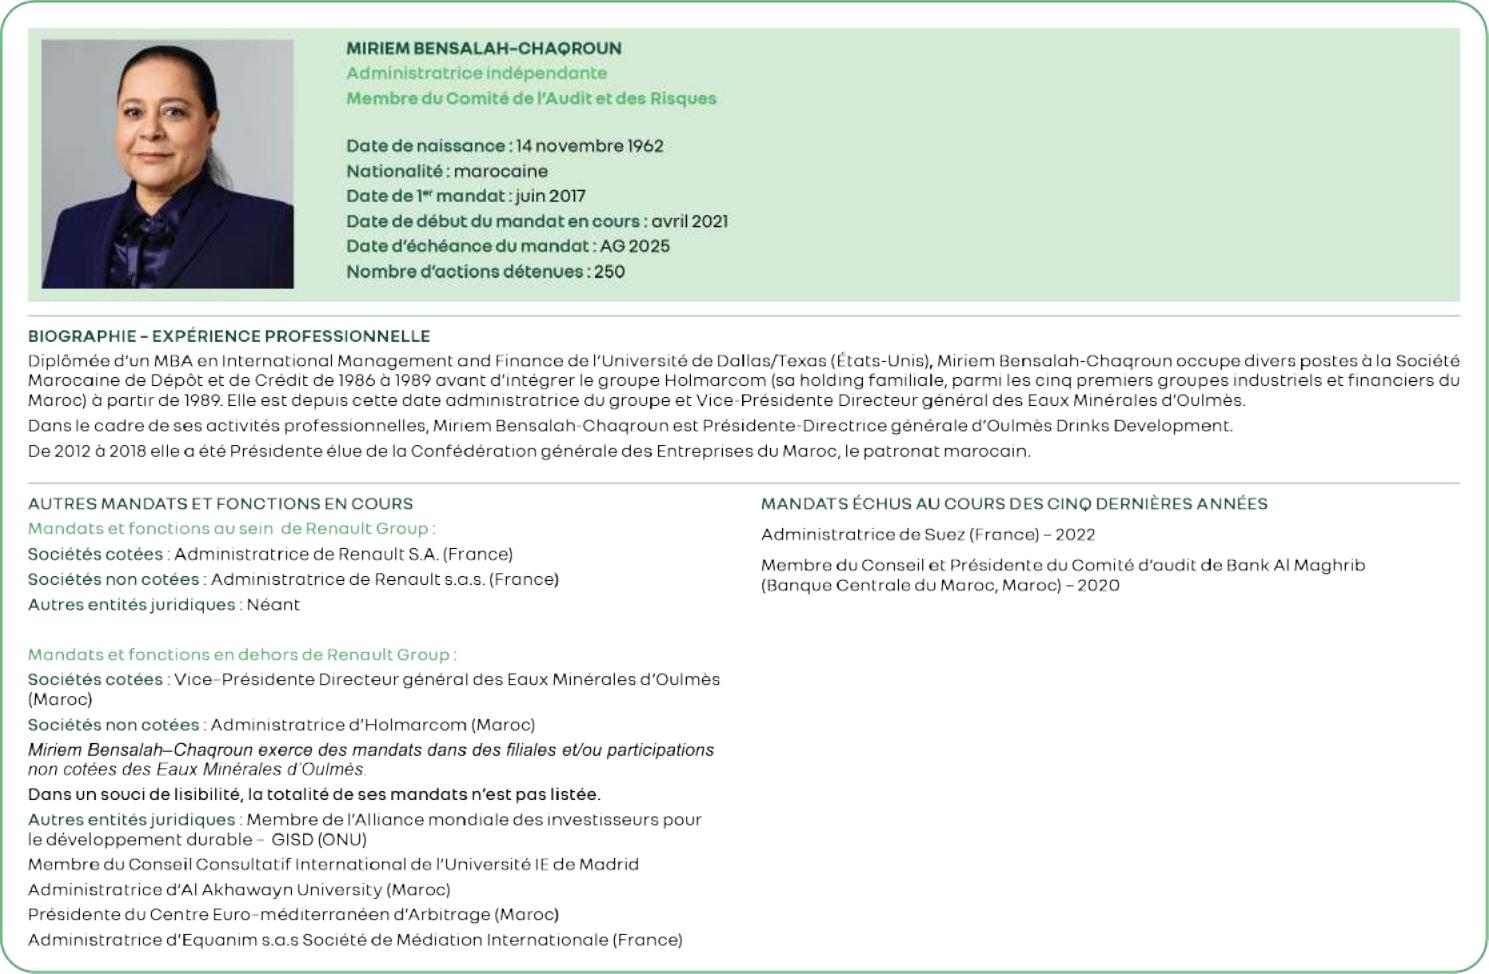 MIRIEM BENSALAH-CHAQROUN
Administratrice indépendante
Membre du Comité de l'Audit et des Risques
Date de naissance : 14 novembre 1962
Nationalité : marocaine
Date de 1er mandat : juin 2017
Date de début du mandat en cours : avril 2021
Date d'échéance du mandat : AG 2025
Nombre d'actions détenues : 250
BIOGRAPHIE – EXPÉRIENCE PROFESSIONNELLE
Diplômée d'un MBA en International Management and Finance de l'Université de Dallas/Texas (États-Unis), Miriem Bensalah-Chaqroun occupe divers postes à la Société
Marocaine de Dépôt et de Crédit de 1986 à 1989 avant d'intégrer le groupe Holmarcom (sa holding familiale, parmi les cinq premiers groupes industriels et financiers du
Maroc) à partir de 1989. Elle est depuis cette date administratrice du groupe et Vice-Présidente Directeur général des Eaux Minérales d'Oulmès.
Dans le cadre de ses activités professionnelles, Miriem Bensalah-Chaqroun est Présidente-Directrice générale d'Oulmès Drinks Development.
De 2012 à 2018 elle a été Présidente élue de la Confédération générale des Entreprises du Maroc, le patronat marocain.
AUTRES MANDATS ET FONCTIONS EN COURS
Mandats et fonctions au sein de Renault Group :
Sociétés cotées : Administratrice de Renault S.A. (France)
Sociétés non cotées : Administratrice de Renault s.a.s. (France)
Autres entités juridiques : Néant
Mandats et fonctions en dehors de Renault Group :
Sociétés cotées : Vice-Présidente Directeur général des Eaux Minérales d'Oulmès
(Maroc)
Sociétés non cotées : Administratrice d'Holmarcom (Maroc)
Miriem Bensalah–Chaqroun exerce des mandats dans des filiales et/ou participations
non cotées des Eaux Minérales d'Oulmès.
Dans un souci de lisibilité, la totalité de ses mandats n'est pas listée.
Autres entités juridiques : Membre de l'Alliance mondiale des investisseurs pour
le développement durable – GISD (ONU)
Membre du Conseil Consultatif International de l'Université IE de Madrid
Administratrice d'Al Akhawayn University (Maroc)
Présidente du Centre Euro-méditerranéen d'Arbitrage (Maroc)
Administratrice d'Equanim s.a.s Société de Médiation Internationale (France)
MANDATS ÉCHUS AU COURS DES CINQ DERNIÈRES ANNÉES
Administratrice de Suez (France) – 2022
Membre du Conseil et Présidente du Comité d'audit de Bank Al Maghrib
(Banque Centrale du Maroc, Maroc) – 2020